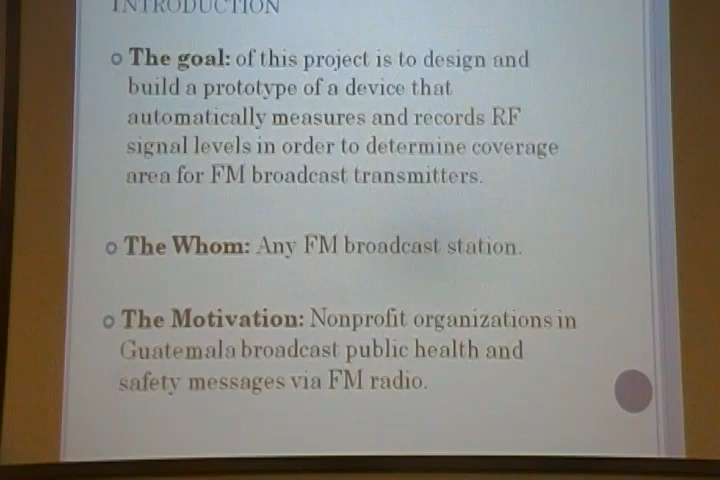 INTRODUCTION
The goal: of this project is to design and
build a prototype of a device that
automatically measures and records RF
signal levels in order to determine coverage
area for FM broadcast transmitters.
The Whom: Any FM broadcast station.
The Motivation: Nonprofit organizations in
Guatemala broadcast public health and
safety messages via FM radio.